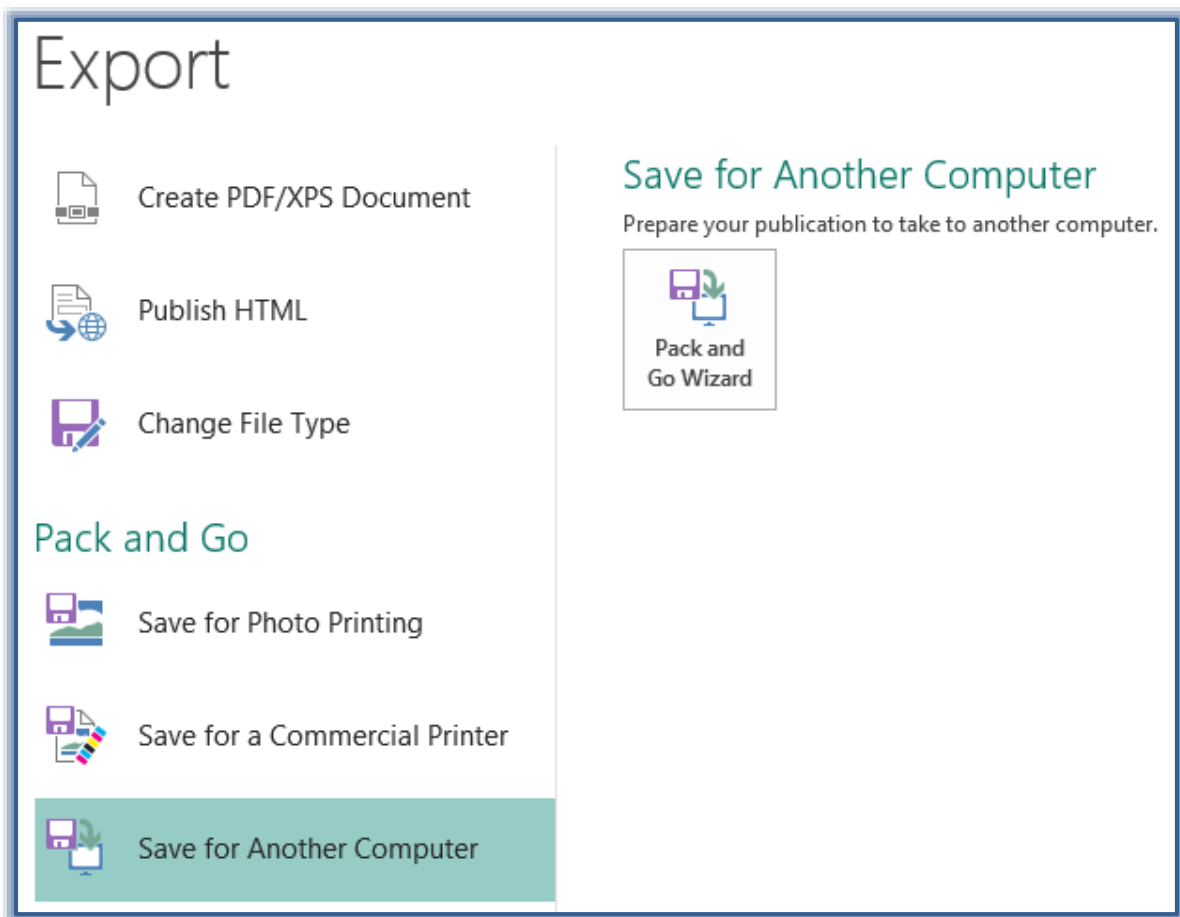 Export
Create PDF/XPS Document
Publish HTML
Change File Type
Pack and Go
Save for Photo Printing
Save for a Commercial Printer
Save for Another Computer
Save for Another Computer
Prepare your publication to take to another computer.
Pack and
Go Wizard